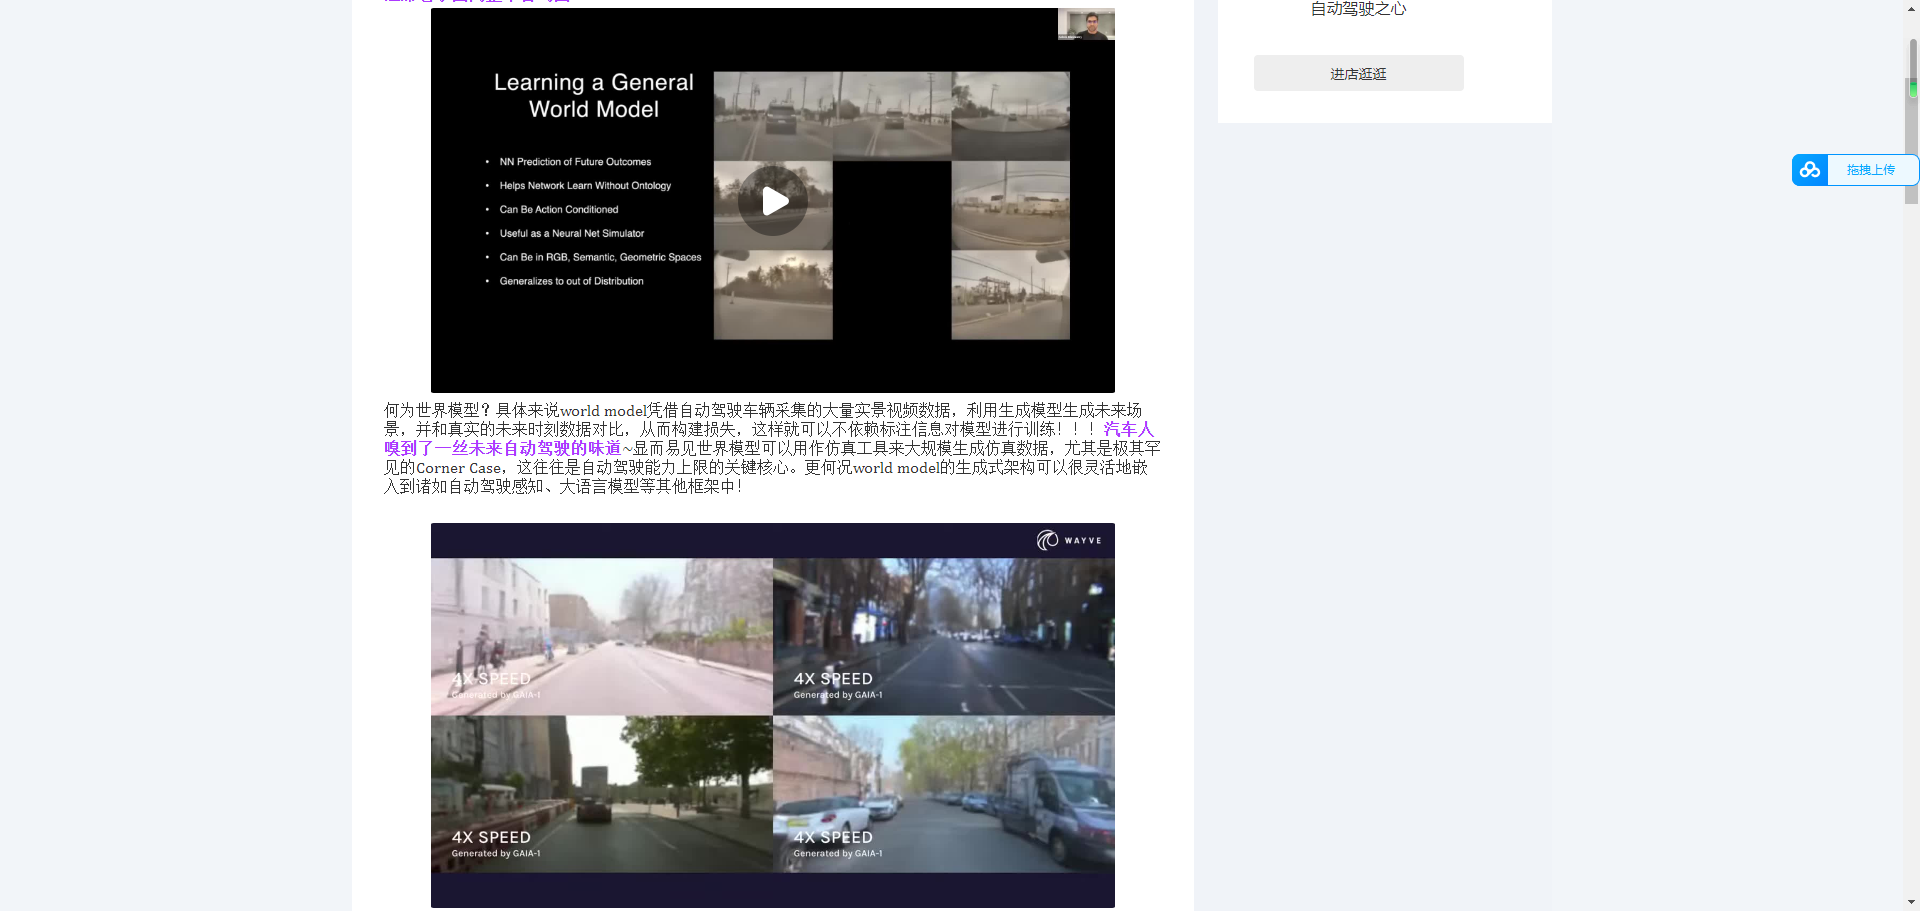 自动驾驶之心
进店逛逛
拖拽上传
Learning a General
World Model
• NN Prediction of Future Outcomes
• Helps Network Learn Without Ontology
• Can Be Action Conditioned
• Useful as a Neural Net Simulator
• Can Be in RGB, Semantic, Geometric Spaces
• Generalizes to out of Distribution
何为世界模型？具体来说world model凭借自动驾驶车辆采集的大量实景视频数据，利用生成模型生成未来场
景，并和真实的未来时刻数据对比，从而构建损失，这样就可以不依赖标注信息对模型进行训练！！！汽车人
嗅到了一丝未来自动驾驶的味道~显而易见世界模型可以用作仿真工具来大规模生成仿真数据，尤其是极其罕
见的Corner Case，这往往是自动驾驶能力上限的关键核心。更何况world model的生成式架构可以很灵活地嵌
入到诸如自动驾驶感知、大语言模型等其他框架中！
WAYVE
4X SPEED
Generated by GAIA-1
4X SPEED
Generated by GAIA-1
4X SPEED
Generated by GAIA-1
4X SPEED
Generated by GAIA-1